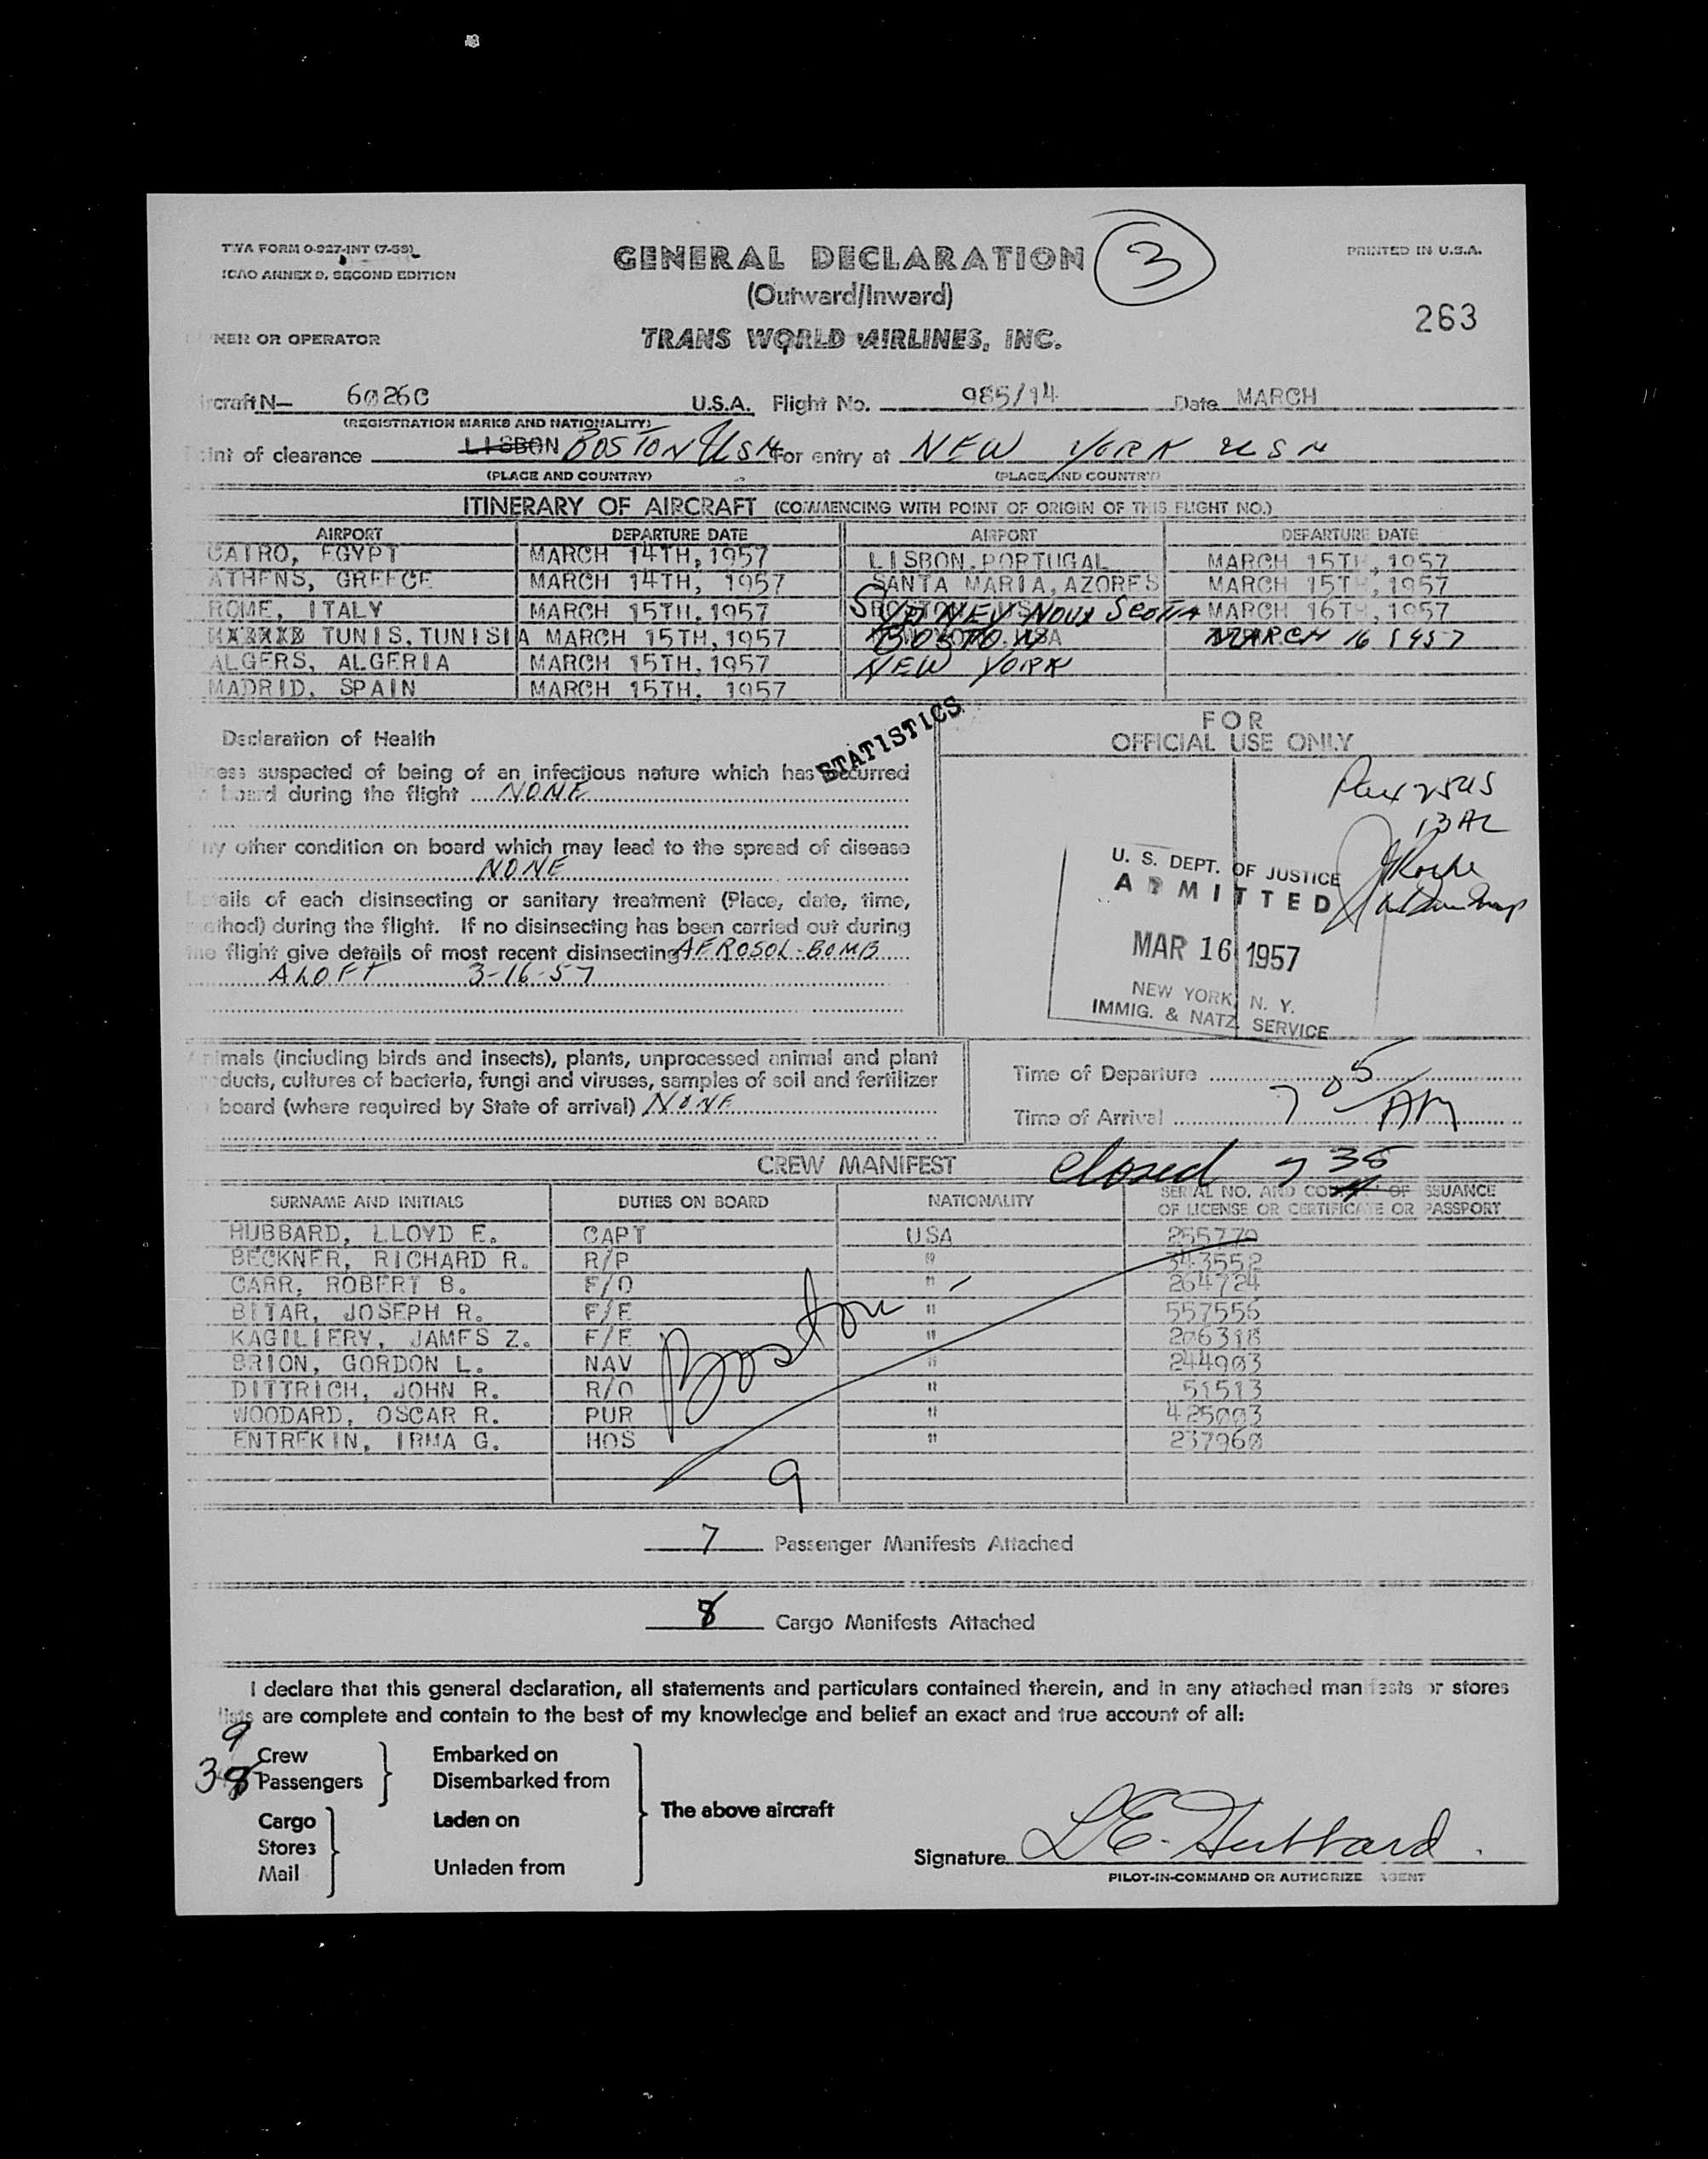 TWA FORM O-927-INT (7-53)
ICAO ANNEX 9, SECOND EDITION
GENERAL DECLARATION
3
PRINTED IN U.S.A.
(Outward/Inward)
263
NER OR OPERATOR
TRANS WORLD AIRLINES, INC.
ircraft N— 6026C U.S.A. Flight No. 985/14 Date MARCH
(REGISTRATION MARKS AND NATIONALITY)
int of clearance LISBON BOSTON USA For entry at NEW YORK USA
(PLACE AND COUNTRY) (PLACE AND COUNTRY)
ITINERARY OF AIRCRAFT (COMMENCING WITH POINT OF ORIGIN OF THIS FLIGHT NO.)
AIRPORT DEPARTURE DATE AIRPORT DEPARTURE DATE
CAIRO, EGYPT MARCH 14TH, 1957 LISBON, PORTUGAL MARCH 15TH, 1957
ATHENS, GREECE MARCH 14TH, 1957 SANTA MARIA, AZORES MARCH 15TH, 1957
ROME, ITALY MARCH 15TH, 1957 SYDNEY NOVA SCOTIA MARCH 16TH, 1957
TUNIS, TUNISIA MARCH 15TH, 1957 BOSTON USA MARCH 16 1957
ALGERS, ALGERIA MARCH 15TH, 1957 NEW YORK
MADRID, SPAIN MARCH 15TH, 1957
STATISTICS
FOR
OFFICIAL USE ONLY
Declaration of Health
ness suspected of being of an infectious nature which has occurred
board during the flight NONE
ny other condition on board which may lead to the spread of disease
NONE
ails of each disinsecting or sanitary treatment (Place, date, time,
ethod) during the flight. If no disinsecting has been carried out during
the flight give details of most recent disinsecting AEROSOL-BOMB
ALOFT 3-16-57
U. S. DEPT. OF JUSTICE
ADMITTED
MAR 16 1957
NEW YORK, N. Y.
IMMIG. & NATZ. SERVICE
nimals (including birds and insects), plants, unprocessed animal and plant
ducts, cultures of bacteria, fungi and viruses, samples of soil and fertilizer
board (where required by State of arrival) NONE
Time of Departure
Time of Arrival 7 05 AM
CREW MANIFEST
closed 7 35
SURNAME AND INITIALS DUTIES ON BOARD NATIONALITY SERIAL NO. AND COUNTRY OF ISSUANCE
OF LICENSE OR CERTIFICATE OR PASSPORT
HUBBARD, LLOYD E. CAPT USA 255770
BECKNER, RICHARD R. R/P " 343552
CARR, ROBERT B. F/O " 264724
BITAR, JOSEPH R. F/E " 557556
KAGILIERY, JAMES Z. F/E " 206318
BRION, GORDON L. NAV " 244903
DITTRICH, JOHN R. R/O " 51513
WOODARD, OSCAR R. PUR " 425003
ENTREKIN, IRMA G. HOS " 237960
Boston
9
7 Passenger Manifests Attached
8 Cargo Manifests Attached
I declare that this general declaration, all statements and particulars contained therein, and in any attached manifests or stores
lists are complete and contain to the best of my knowledge and belief an exact and true account of all:
9 Crew Embarked on
38 Passengers Disembarked from
The above aircraft
Cargo Laden on
Stores
Mail Unladen from
Signature L E. Hubbard
PILOT-IN-COMMAND OR AUTHORIZE AGENT